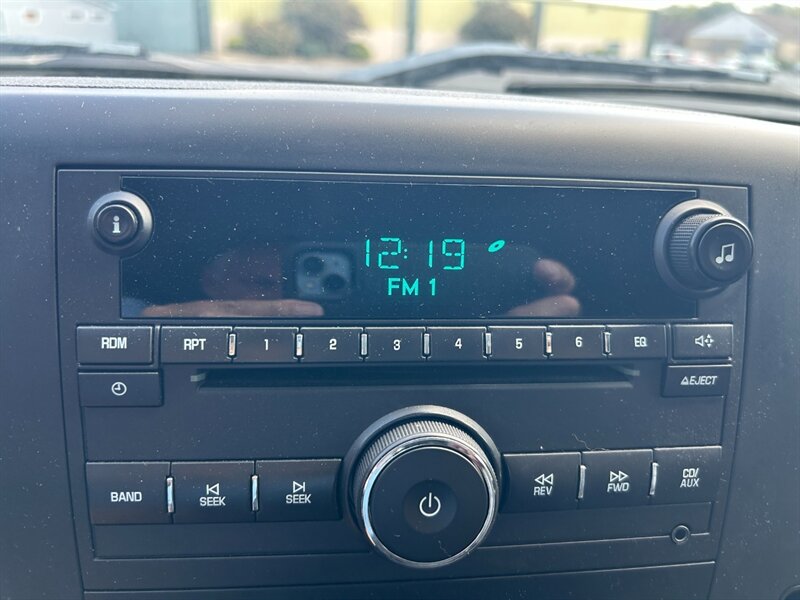 i
12:19
FM 1
RDM
RPT
1
2
3
4
5
6
EQ
EJECT
BAND
SEEK
SEEK
REV
FWD
CD/
AUX